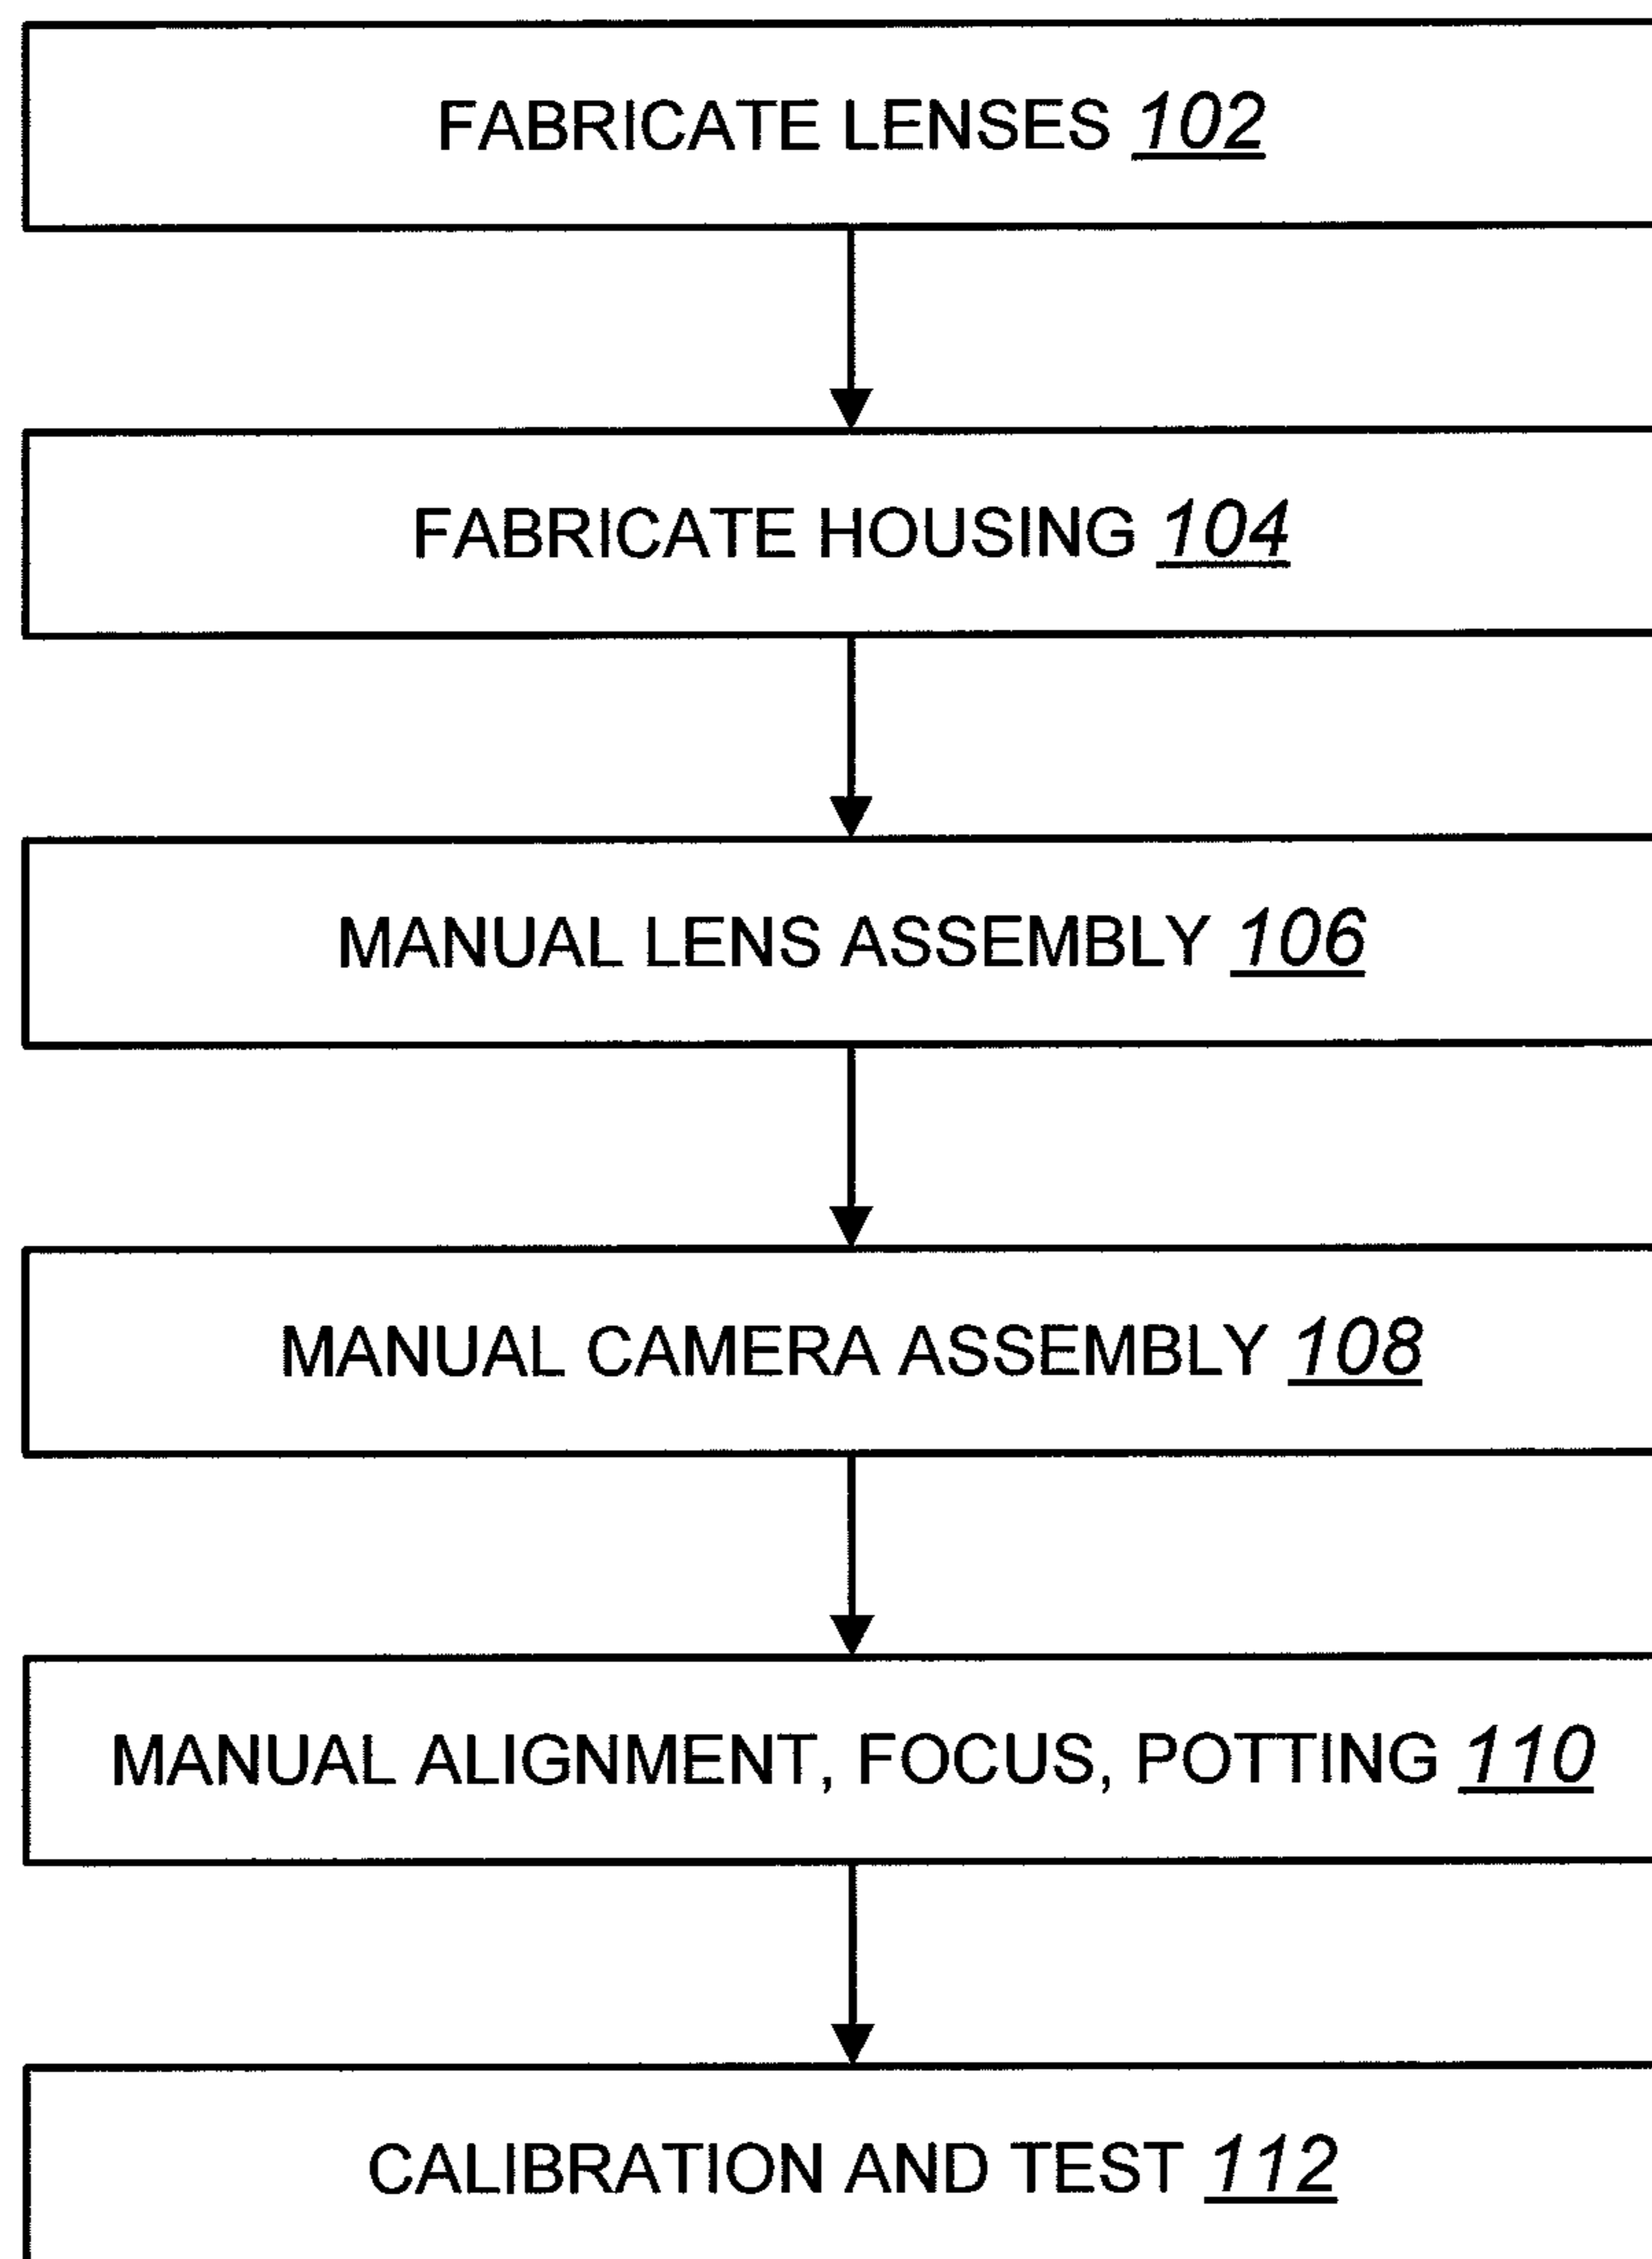 FABRICATE LENSES 102
FABRICATE HOUSING 104
MANUAL LENS ASSEMBLY 106
MANUAL CAMERA ASSEMBLY 108
MANUAL ALIGNMENT, FOCUS, POTTING 110
CALIBRATION AND TEST 112